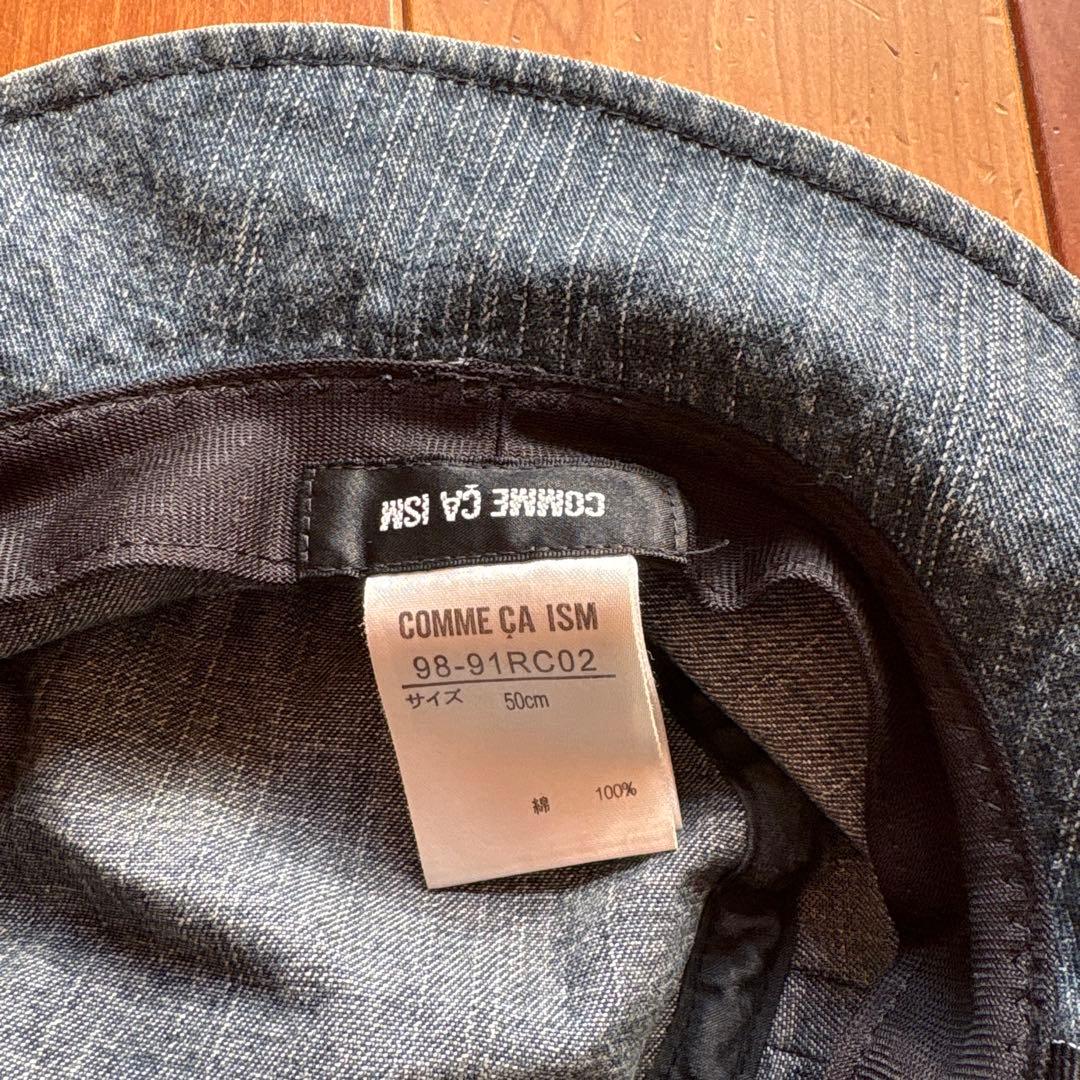 COMME ÇA ISM
COMME ÇA ISM
98-91RC02
サイズ 50cm
綿 100%